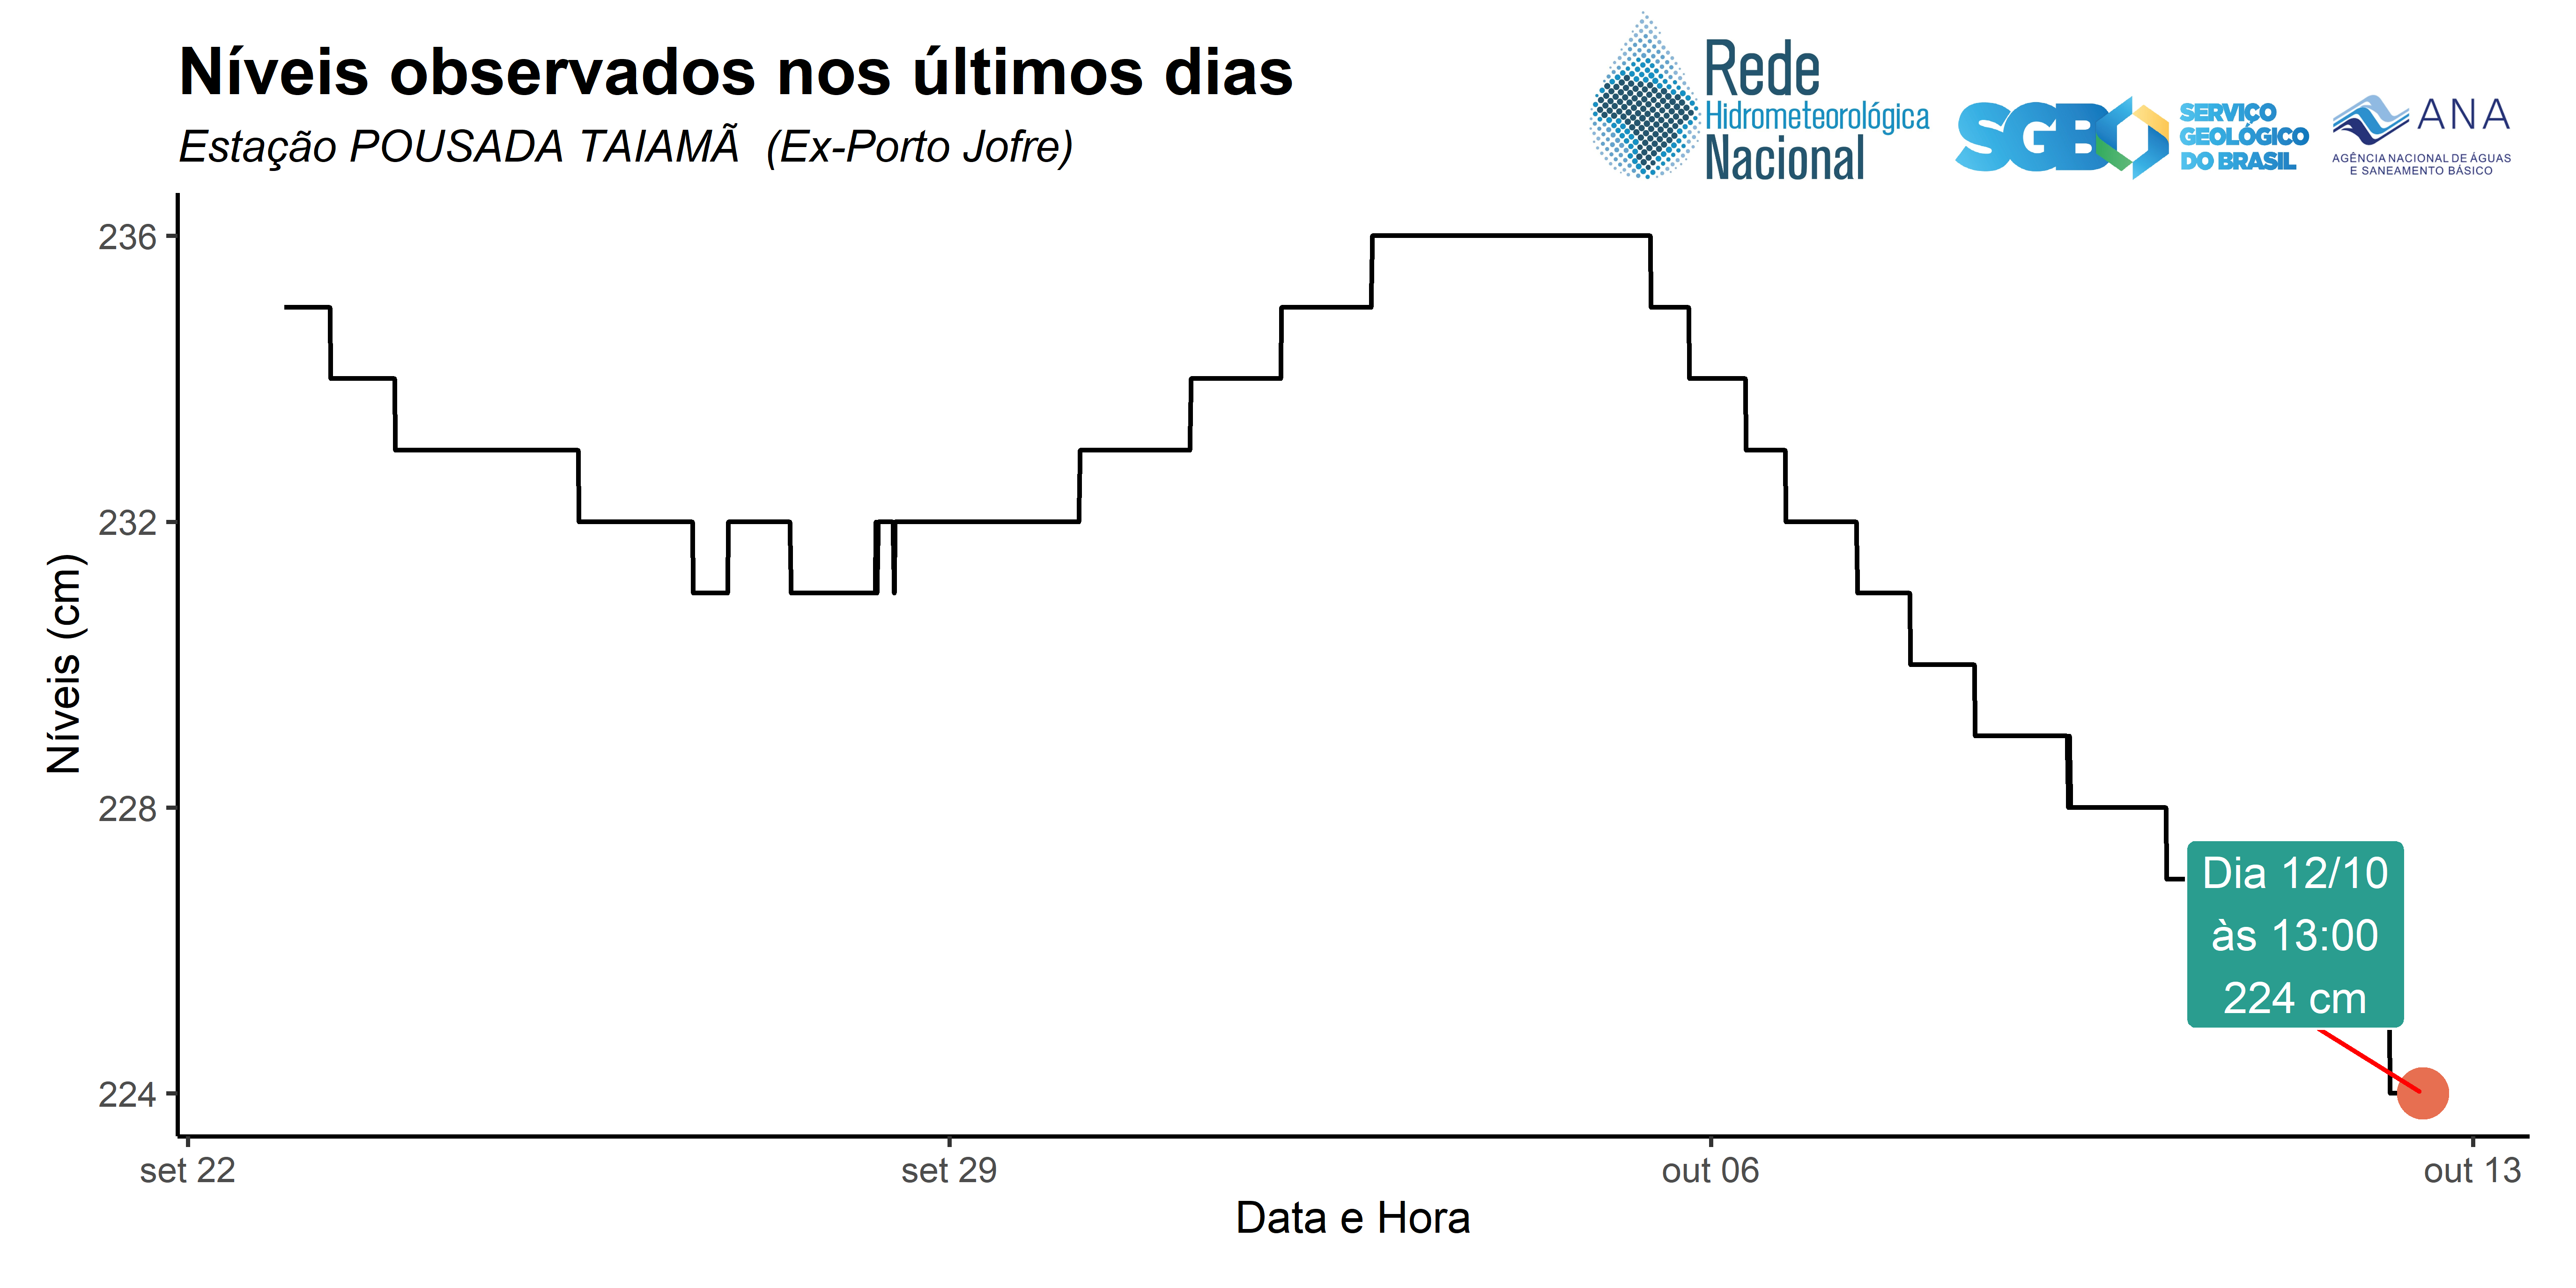 Níveis observados nos últimos dias
Estação POUSADA TAIAMÃ  (Ex-Porto Jofre)
Rede
Hidrometeorológica
Nacional
SGB
SERVIÇO
GEOLÓGICO
DO BRASIL
ANA
AGÊNCIA NACIONAL DE ÁGUAS
E SANEAMENTO BÁSICO
Níveis (cm)
236
232
228
224
Dia 12/10
às 13:00
224 cm
set 22
set 29
out 06
out 13
Data e Hora